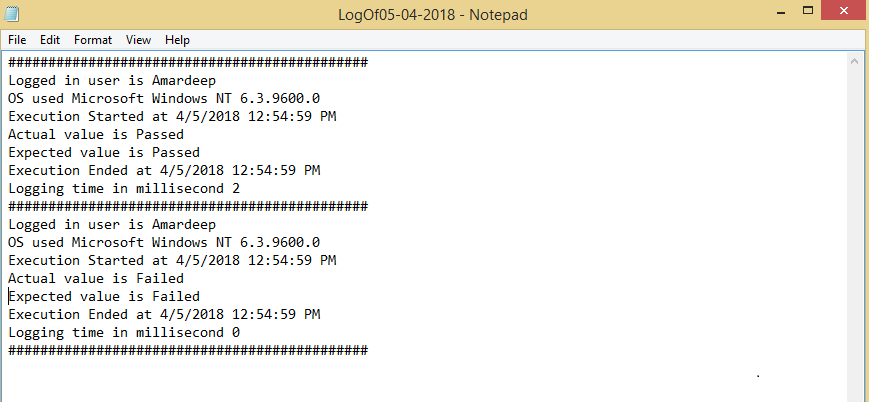 LogOf05-04-2018 - Notepad
File Edit Format View Help
#############################################
Logged in user is Amardeep
OS used Microsoft Windows NT 6.3.9600.0
Execution Started at 4/5/2018 12:54:59 PM
Actual value is Passed
Expected value is Passed
Execution Ended at 4/5/2018 12:54:59 PM
Logging time in millisecond 2
#############################################
Logged in user is Amardeep
OS used Microsoft Windows NT 6.3.9600.0
Execution Started at 4/5/2018 12:54:59 PM
Actual value is Failed
Expected value is Failed
Execution Ended at 4/5/2018 12:54:59 PM
Logging time in millisecond 0
#############################################